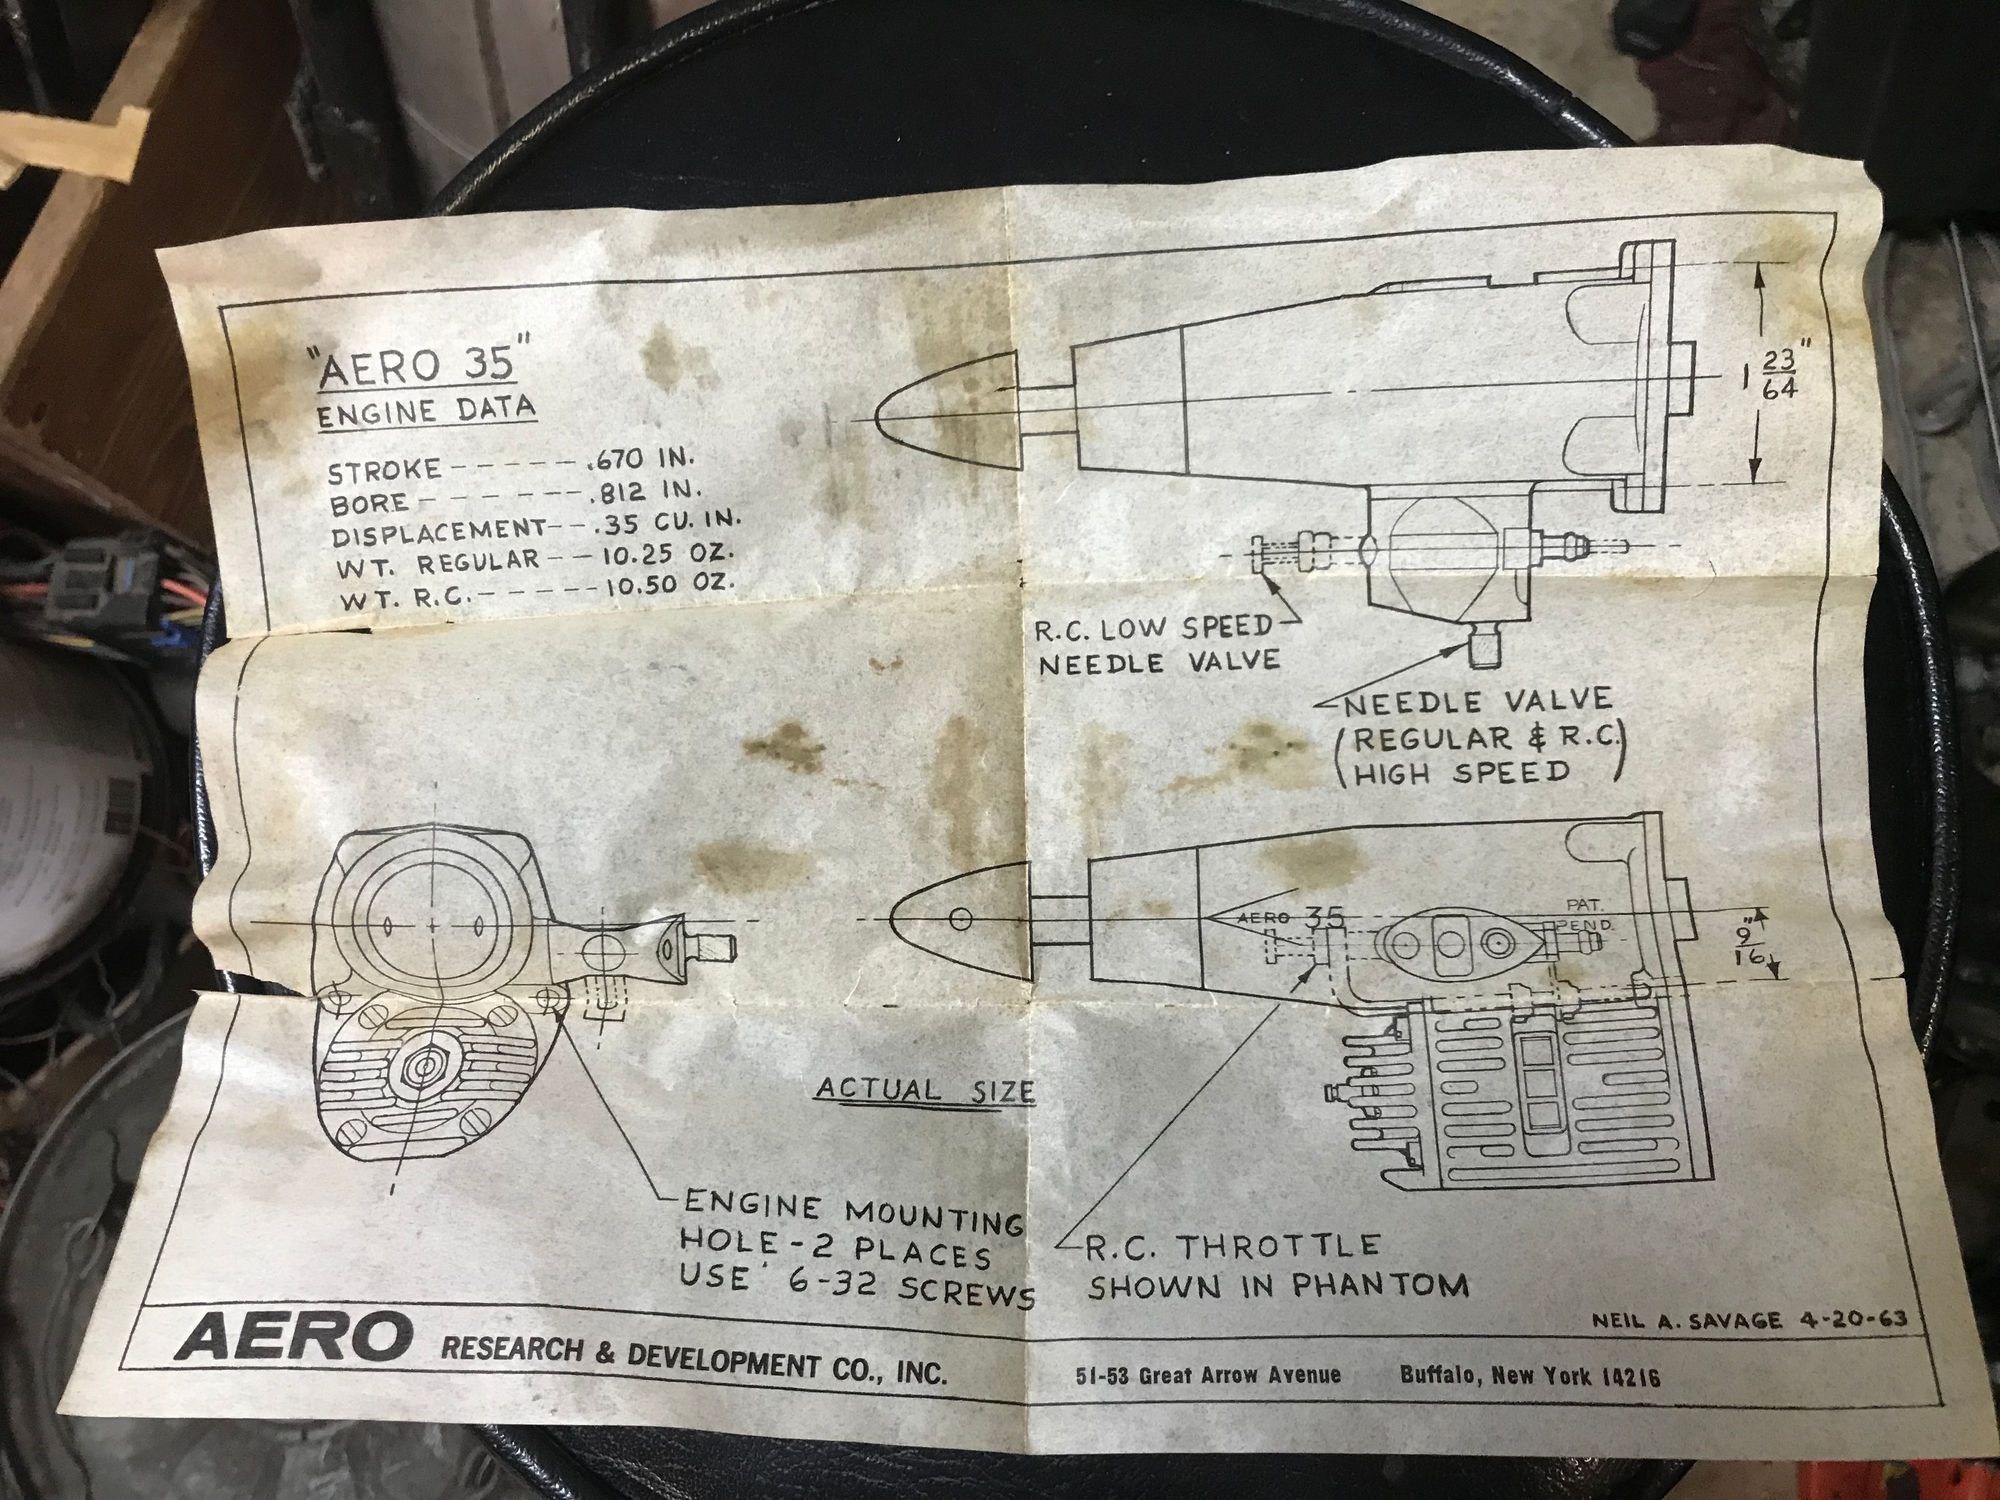 "AERO 35"
ENGINE DATA
STROKE ----- .670 IN.
BORE ------ .812 IN.
DISPLACEMENT-- .35 CU. IN.
WT. REGULAR -- 10.25 OZ.
WT. R.C. ----- 10.50 OZ.
1 23/64"
R.C. LOW SPEED
NEEDLE VALVE
NEEDLE VALVE
(REGULAR & R.C.)
(HIGH SPEED)
AERO 35
PAT.
PEND.
9/16"
ACTUAL SIZE
ENGINE MOUNTING
HOLE - 2 PLACES
USE 6-32 SCREWS
R.C. THROTTLE
SHOWN IN PHANTOM
NEIL A. SAVAGE 4-20-63
AERO RESEARCH & DEVELOPMENT CO., INC.
51-53 Great Arrow Avenue Buffalo, New York 14216